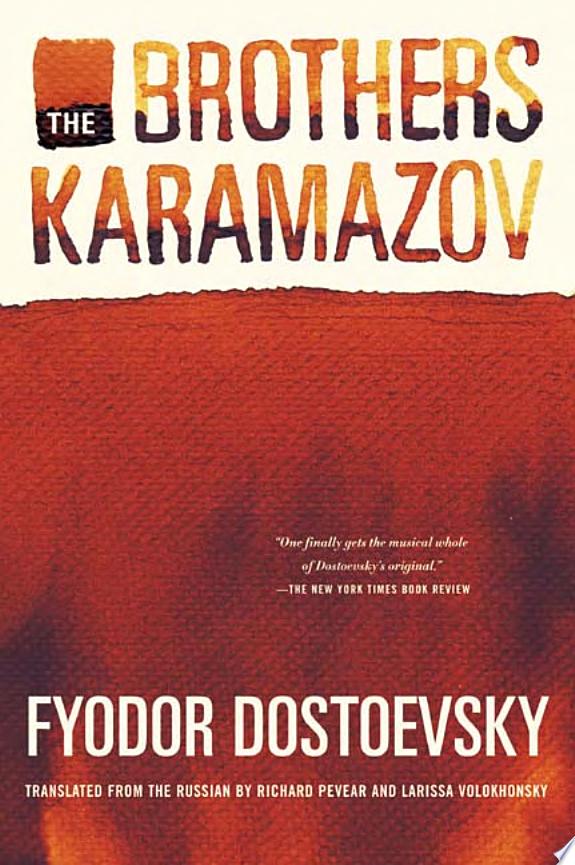 THE BROTHERS
KARAMAZOV
"One finally gets the musical whole
of Dostoevsky's original."
—THE NEW YORK TIMES BOOK REVIEW
FYODOR DOSTOEVSKY
TRANSLATED FROM THE RUSSIAN BY RICHARD PEVEAR AND LARISSA VOLOKHONSKY